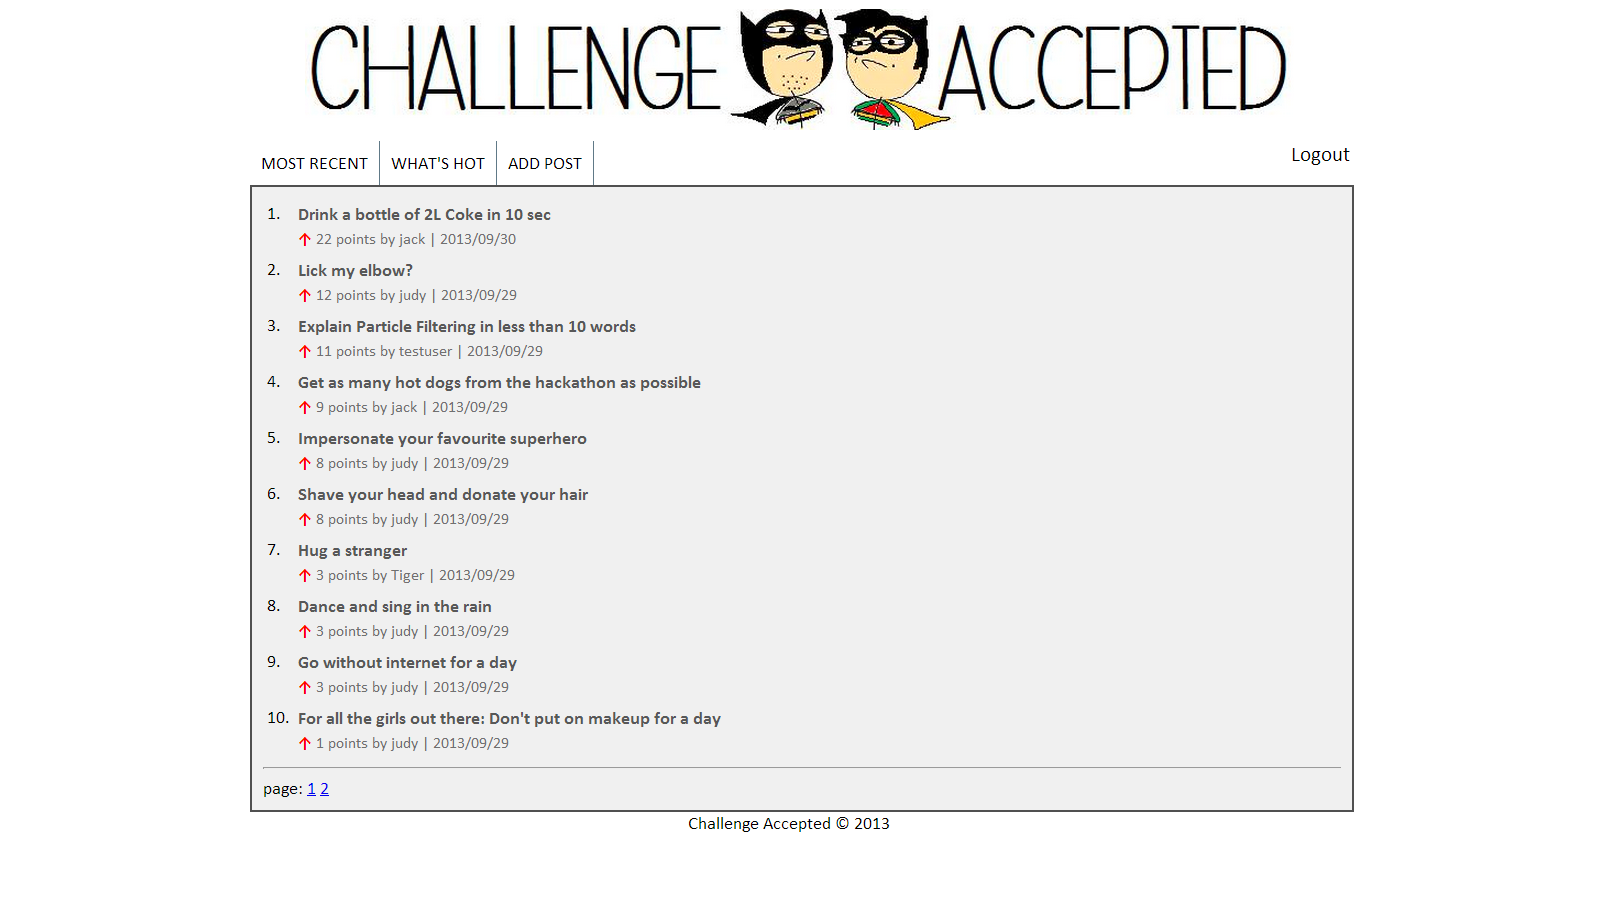 CHALLENGE ACCEPTED
MOST RECENT WHAT'S HOT ADD POST Logout
1. Drink a bottle of 2L Coke in 10 sec
↑ 22 points by jack | 2013/09/30
2. Lick my elbow?
↑ 12 points by judy | 2013/09/29
3. Explain Particle Filtering in less than 10 words
↑ 11 points by testuser | 2013/09/29
4. Get as many hot dogs from the hackathon as possible
↑ 9 points by jack | 2013/09/29
5. Impersonate your favourite superhero
↑ 8 points by judy | 2013/09/29
6. Shave your head and donate your hair
↑ 8 points by judy | 2013/09/29
7. Hug a stranger
↑ 3 points by Tiger | 2013/09/29
8. Dance and sing in the rain
↑ 3 points by judy | 2013/09/29
9. Go without internet for a day
↑ 3 points by judy | 2013/09/29
10. For all the girls out there: Don't put on makeup for a day
↑ 1 points by judy | 2013/09/29
page: 1 2
Challenge Accepted © 2013